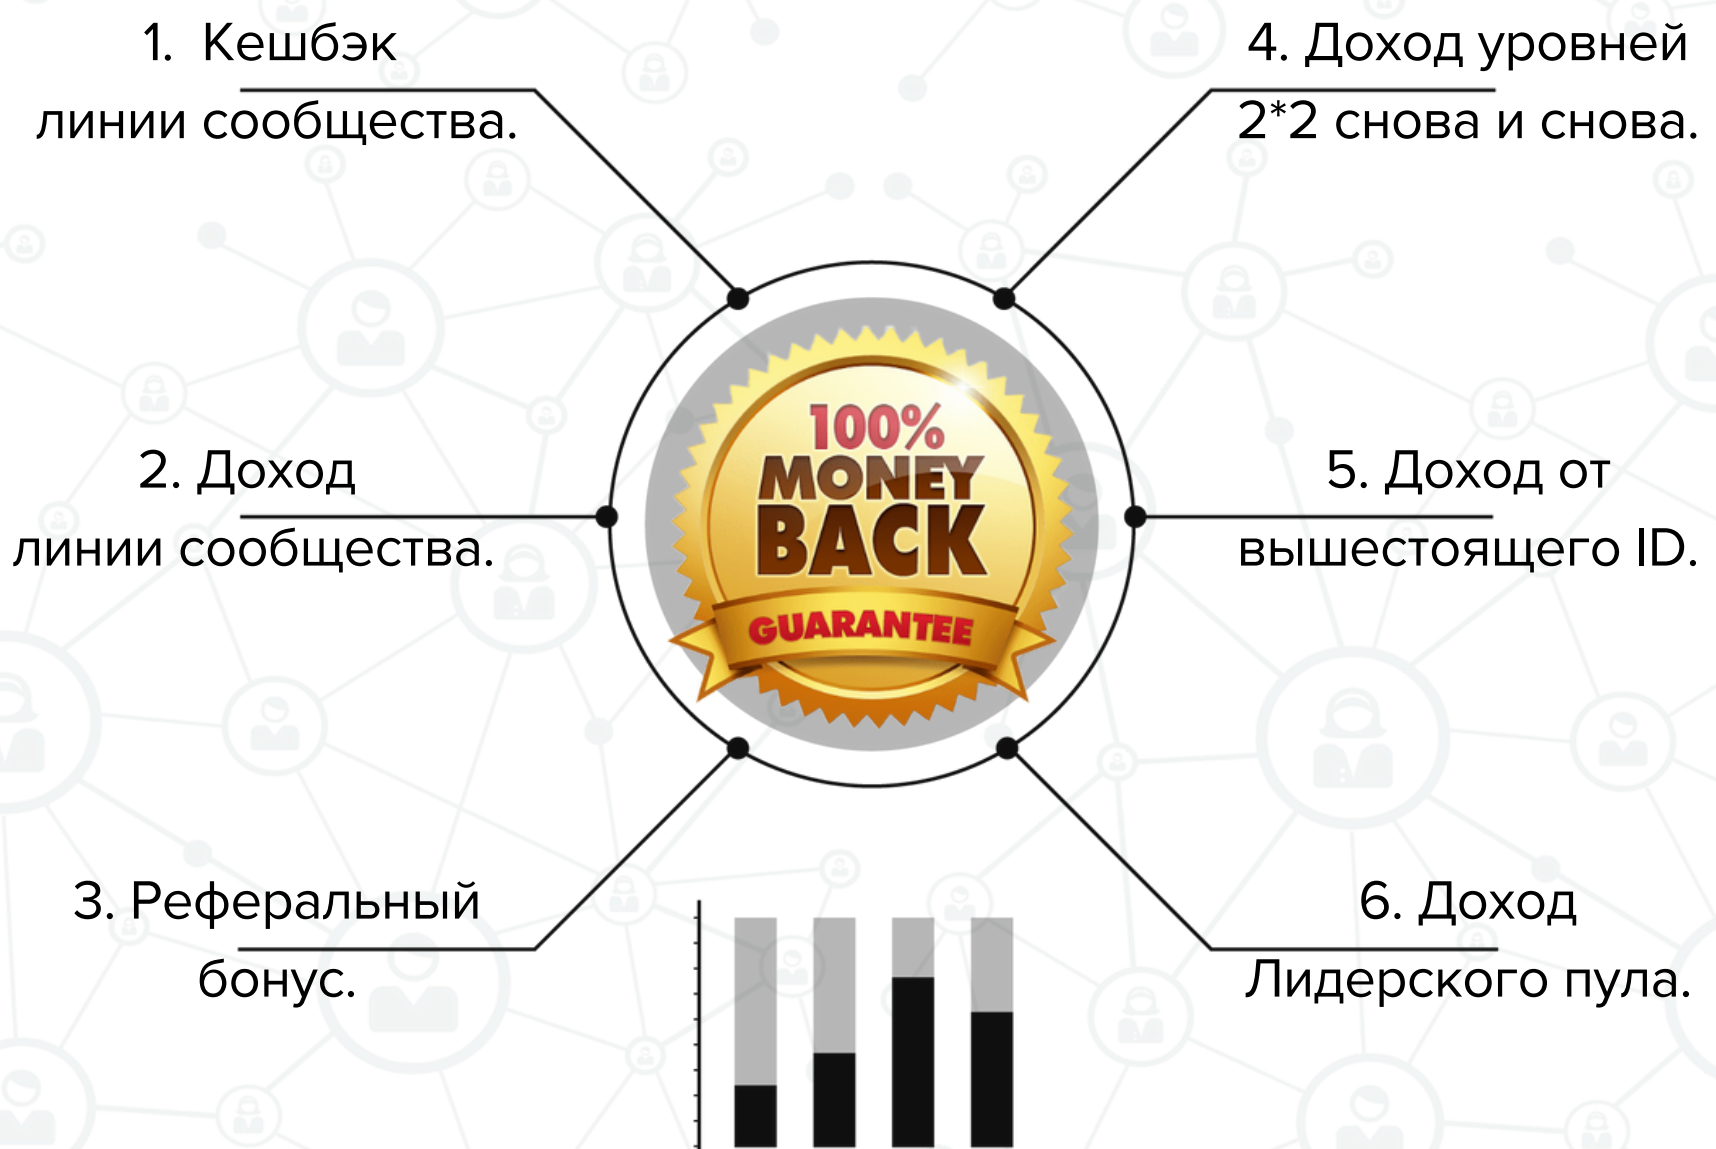 1. Кешбэк
линии сообщества.
2. Доход
линии сообщества.
3. Реферальный
бонус.
4. Доход уровней
2*2 снова и снова.
5. Доход от
вышестоящего ID.
6. Доход
Лидерского пула.
100%
MONEY
BACK
GUARANTEE